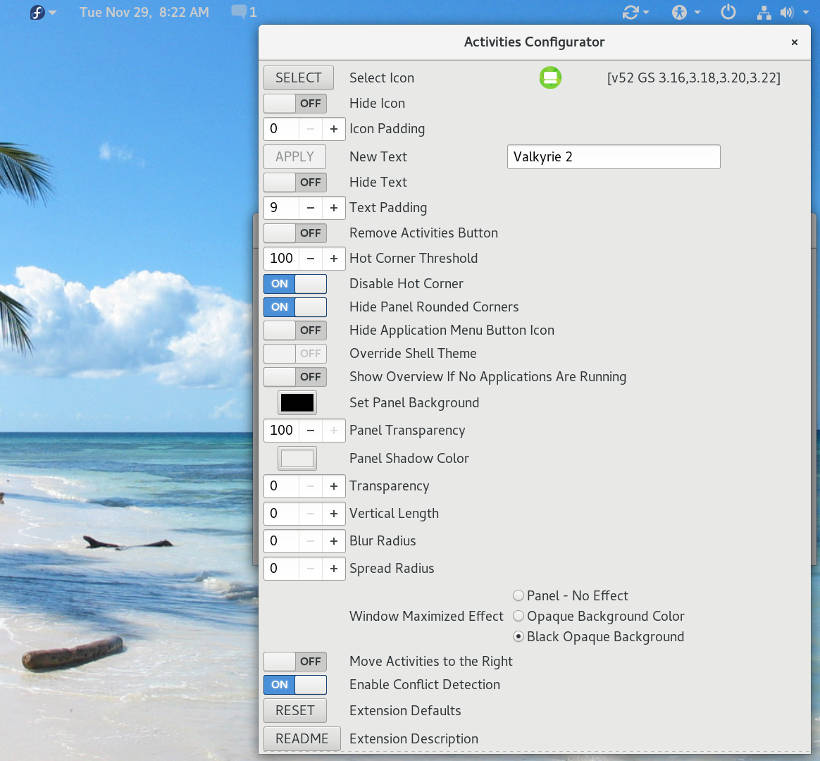 Tue Nov 29, 8:22 AM 1
Activities Configurator ×
SELECT Select Icon [v52 GS 3.16,3.18,3.20,3.22]
OFF Hide Icon
0 − + Icon Padding
APPLY New Text Valkyrie 2
OFF Hide Text
9 − + Text Padding
OFF Remove Activities Button
100 − + Hot Corner Threshold
ON Disable Hot Corner
ON Hide Panel Rounded Corners
OFF Hide Application Menu Button Icon
OFF Override Shell Theme
OFF Show Overview If No Applications Are Running
Set Panel Background
100 − + Panel Transparency
Panel Shadow Color
0 − + Transparency
0 − + Vertical Length
0 − + Blur Radius
0 − + Spread Radius
Panel - No Effect
Window Maximized Effect Opaque Background Color
Black Opaque Background
OFF Move Activities to the Right
ON Enable Conflict Detection
RESET Extension Defaults
README Extension Description